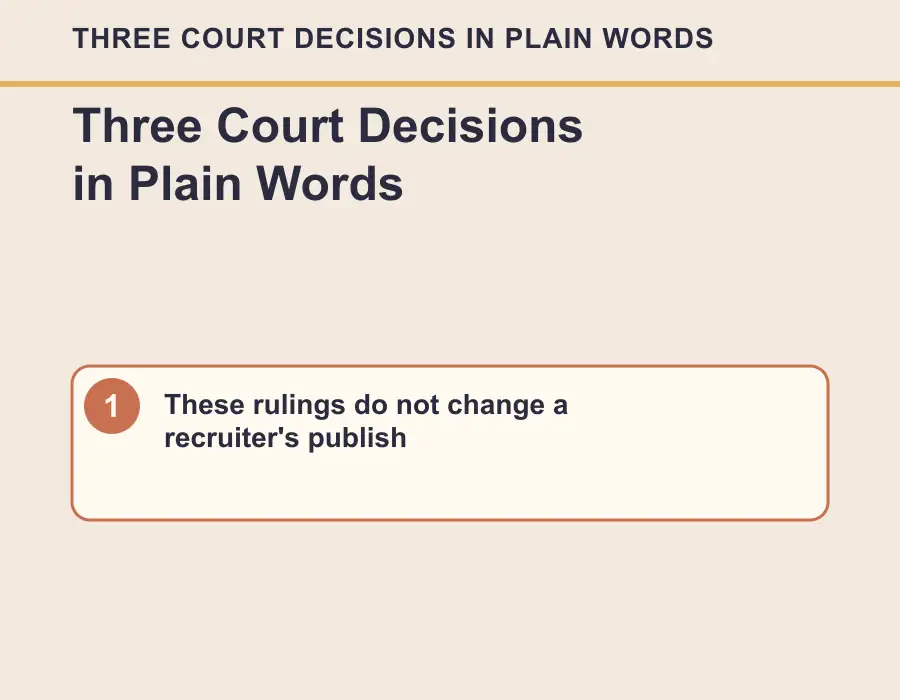 THREE COURT DECISIONS IN PLAIN WORDS
Three Court Decisions
in Plain Words
1
These rulings do not change a
recruiter's publish